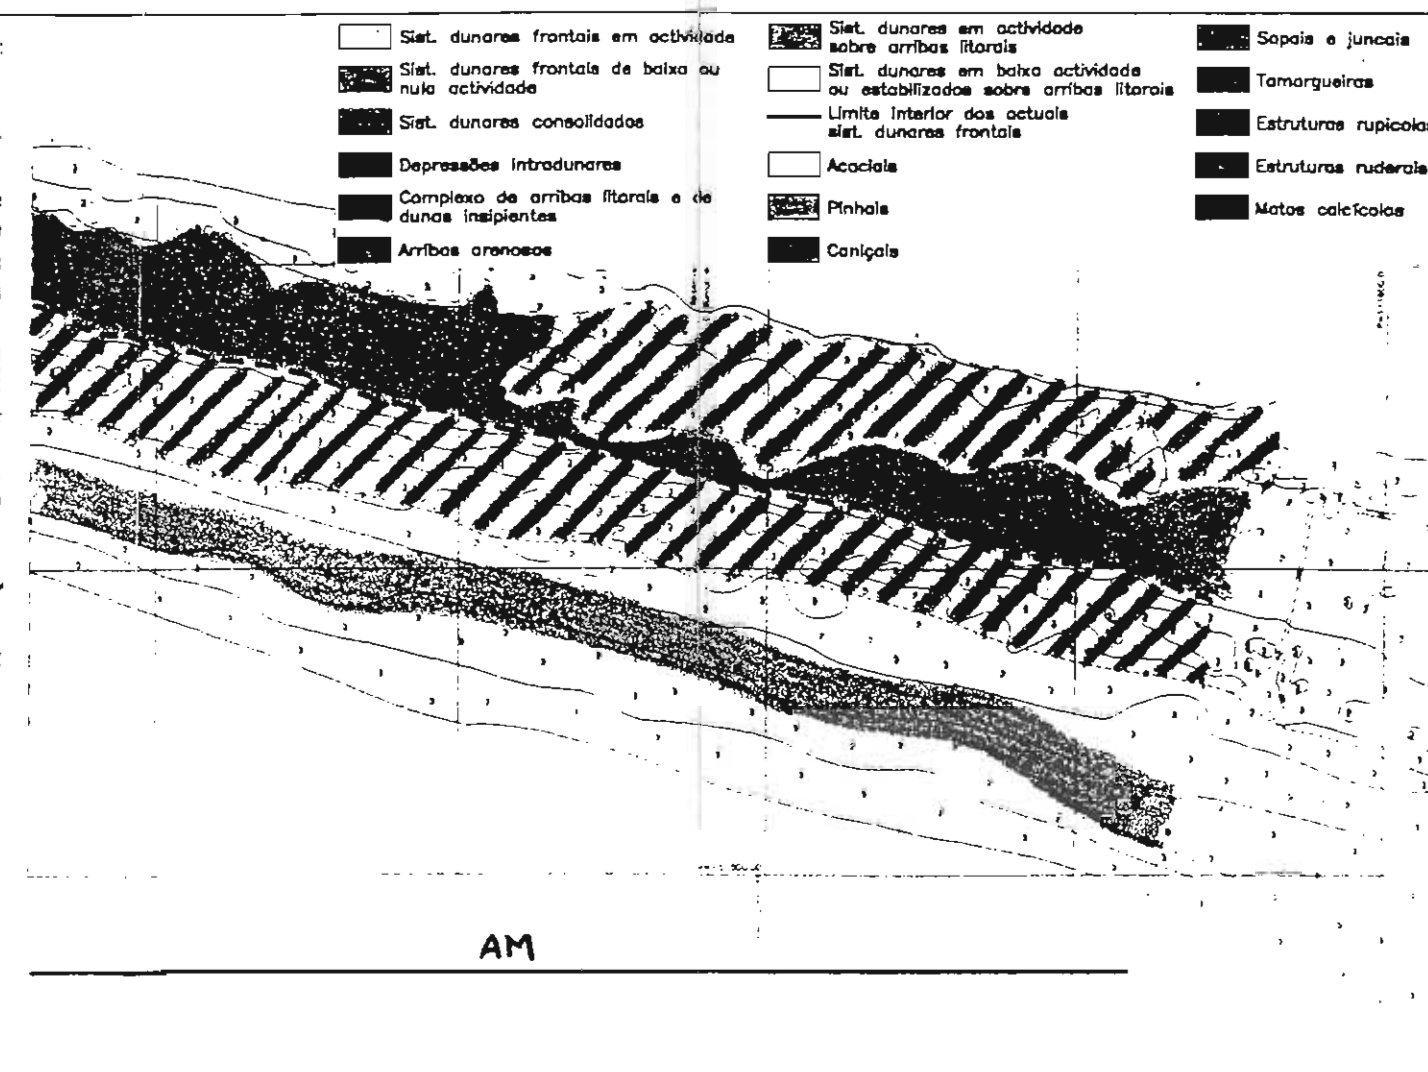 Sist. dunares frontais em actividade
Sist. dunares frontais de baixa ou
nula actividade
Sist. dunares consolidados
Depressões intradunares
Complexo de arribas litorais e de
dunas insipientes
Arribas arenosas
Sist. dunares em actividade
sobre arribas litorais
Sist. dunares em baixa actividade
ou estabilizados sobre arribas litorais
Limite interior dos actuais
sist. dunares frontais
Acaciais
Pinhais
Caniçais
Sapais e juncais
Tamargueiras
Estruturas rupicolas
Estruturas ruderais
Matos calcícolas
AM